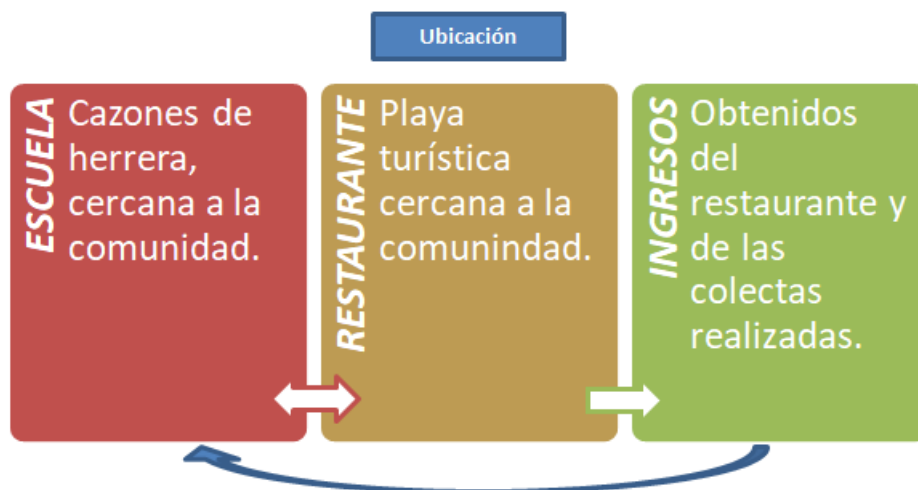 Ubicación
ESCUELA
Cazones de
herrera,
cercana a la
comunidad.
RESTAURANTE
Playa
turística
cercana a la
comunindad.
INGRESOS
Obtenidos
del
restaurante y
de las
colectas
realizadas.